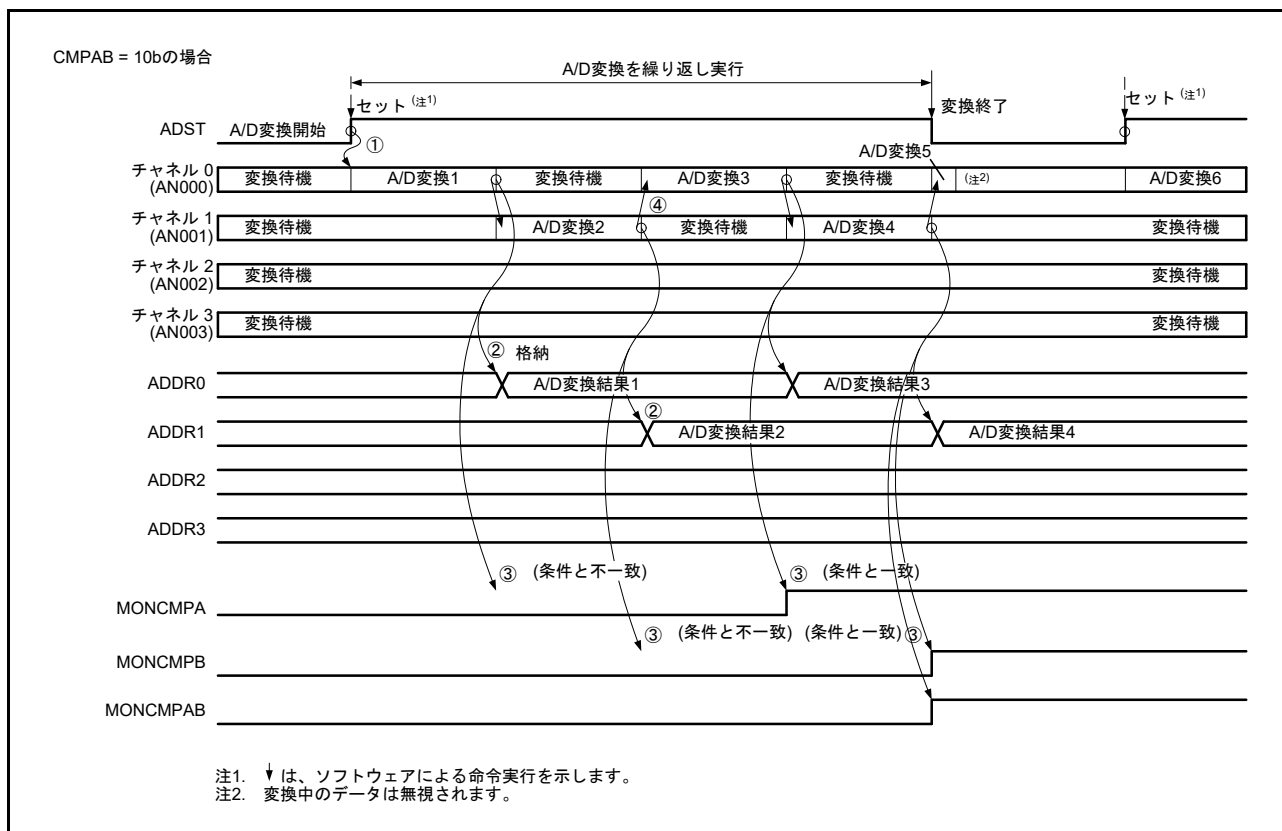 CMPAB = 10bの場合
A/D変換を繰り返し実行
セット (注1)
変換終了
セット (注1)
ADST
A/D変換開始
①
A/D変換5
チャネル 0
(AN000)
変換待機
A/D変換1
変換待機
A/D変換3
変換待機
(注2)
A/D変換6
④
チャネル 1
(AN001)
変換待機
A/D変換2
変換待機
A/D変換4
変換待機
チャネル 2
(AN002)
変換待機
変換待機
チャネル 3
(AN003)
変換待機
変換待機
② 格納
ADDR0
A/D変換結果1
A/D変換結果3
②
ADDR1
A/D変換結果2
A/D変換結果4
ADDR2
ADDR3
③ (条件と不一致)
③ (条件と一致)
MONCMPA
③ (条件と不一致)
(条件と一致) ③
MONCMPB
MONCMPAB
注1. は、ソフトウェアによる命令実行を示します。
注2. 変換中のデータは無視されます。